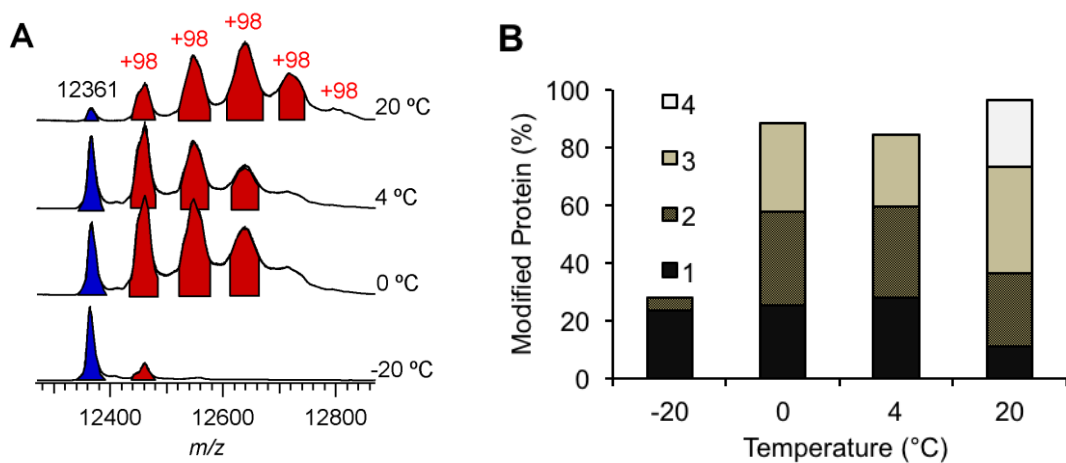 A
+98
+98
+98
+98
+98
12361
20 ºC
4 ºC
0 ºC
-20 ºC
12400
12600
12800
m/z
B
Modified Protein (%)
100
80
60
40
20
0
4
3
2
1
-20
0
4
20
Temperature (°C)